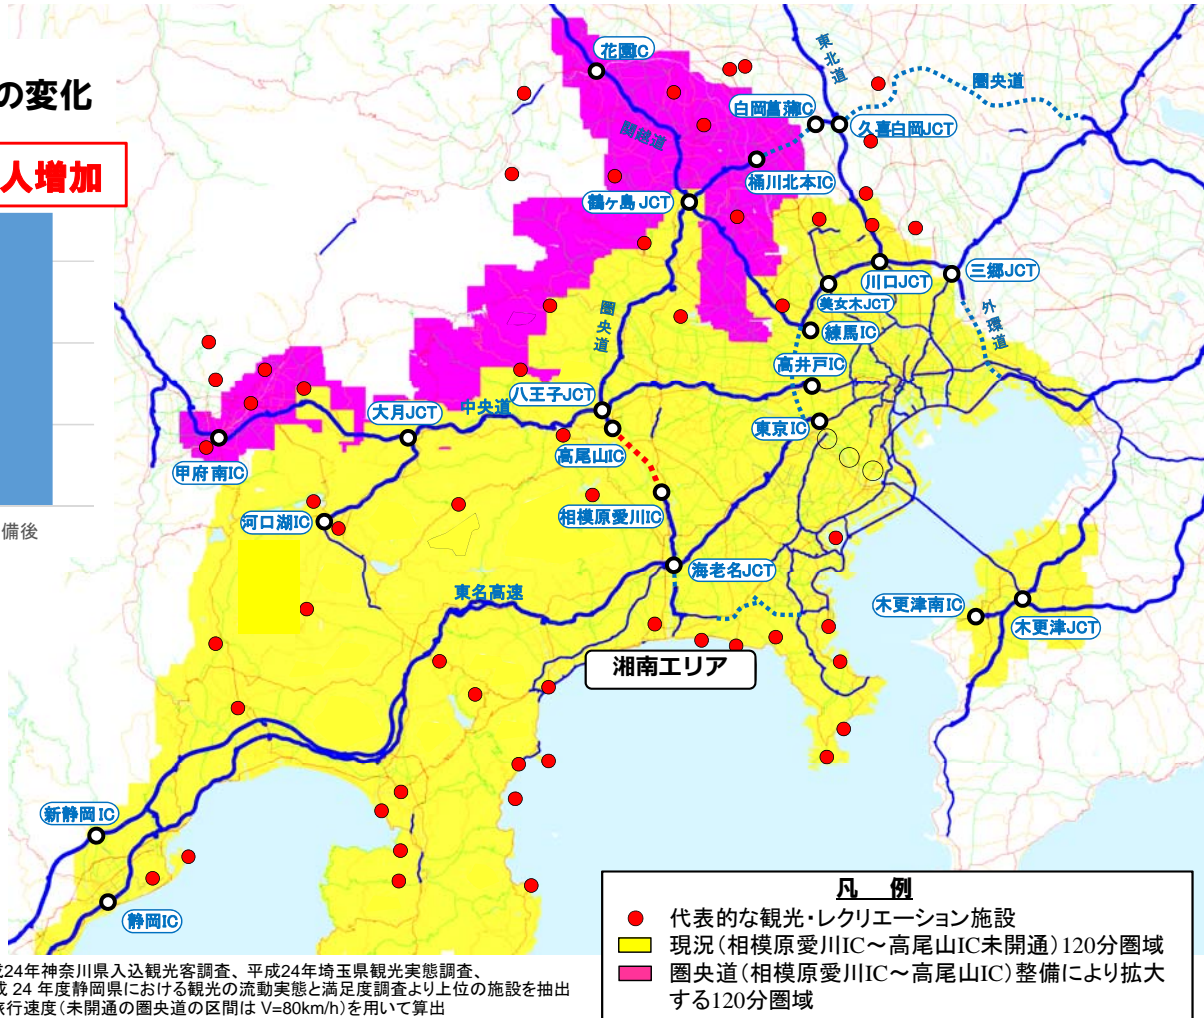 の変化
人増加
備後
花園IC
東北道
圏央道
白岡菖蒲IC
久喜白岡JCT
関越道
桶川北本IC
鶴ヶ島JCT
川口JCT
三郷JCT
美女木JCT
外環道
圏央道
練馬IC
高井戸IC
八王子JCT
中央道
大月JCT
東京IC
高尾山IC
甲府南IC
相模原愛川IC
河口湖IC
海老名JCT
東名高速
木更津南IC
木更津JCT
湘南エリア
新静岡IC
静岡IC
凡 例
代表的な観光・レクリエーション施設
現況(相模原愛川IC～高尾山IC未開通)120分圏域
圏央道(相模原愛川IC～高尾山IC)整備により拡大
する120分圏域
24年神奈川県入込観光客調査、平成24年埼玉県観光実態調査、
24 年度静岡県における観光の流動実態と満足度調査より上位の施設を抽出
旅行速度(未開通の圏央道の区間は V=80km/h)を用いて算出